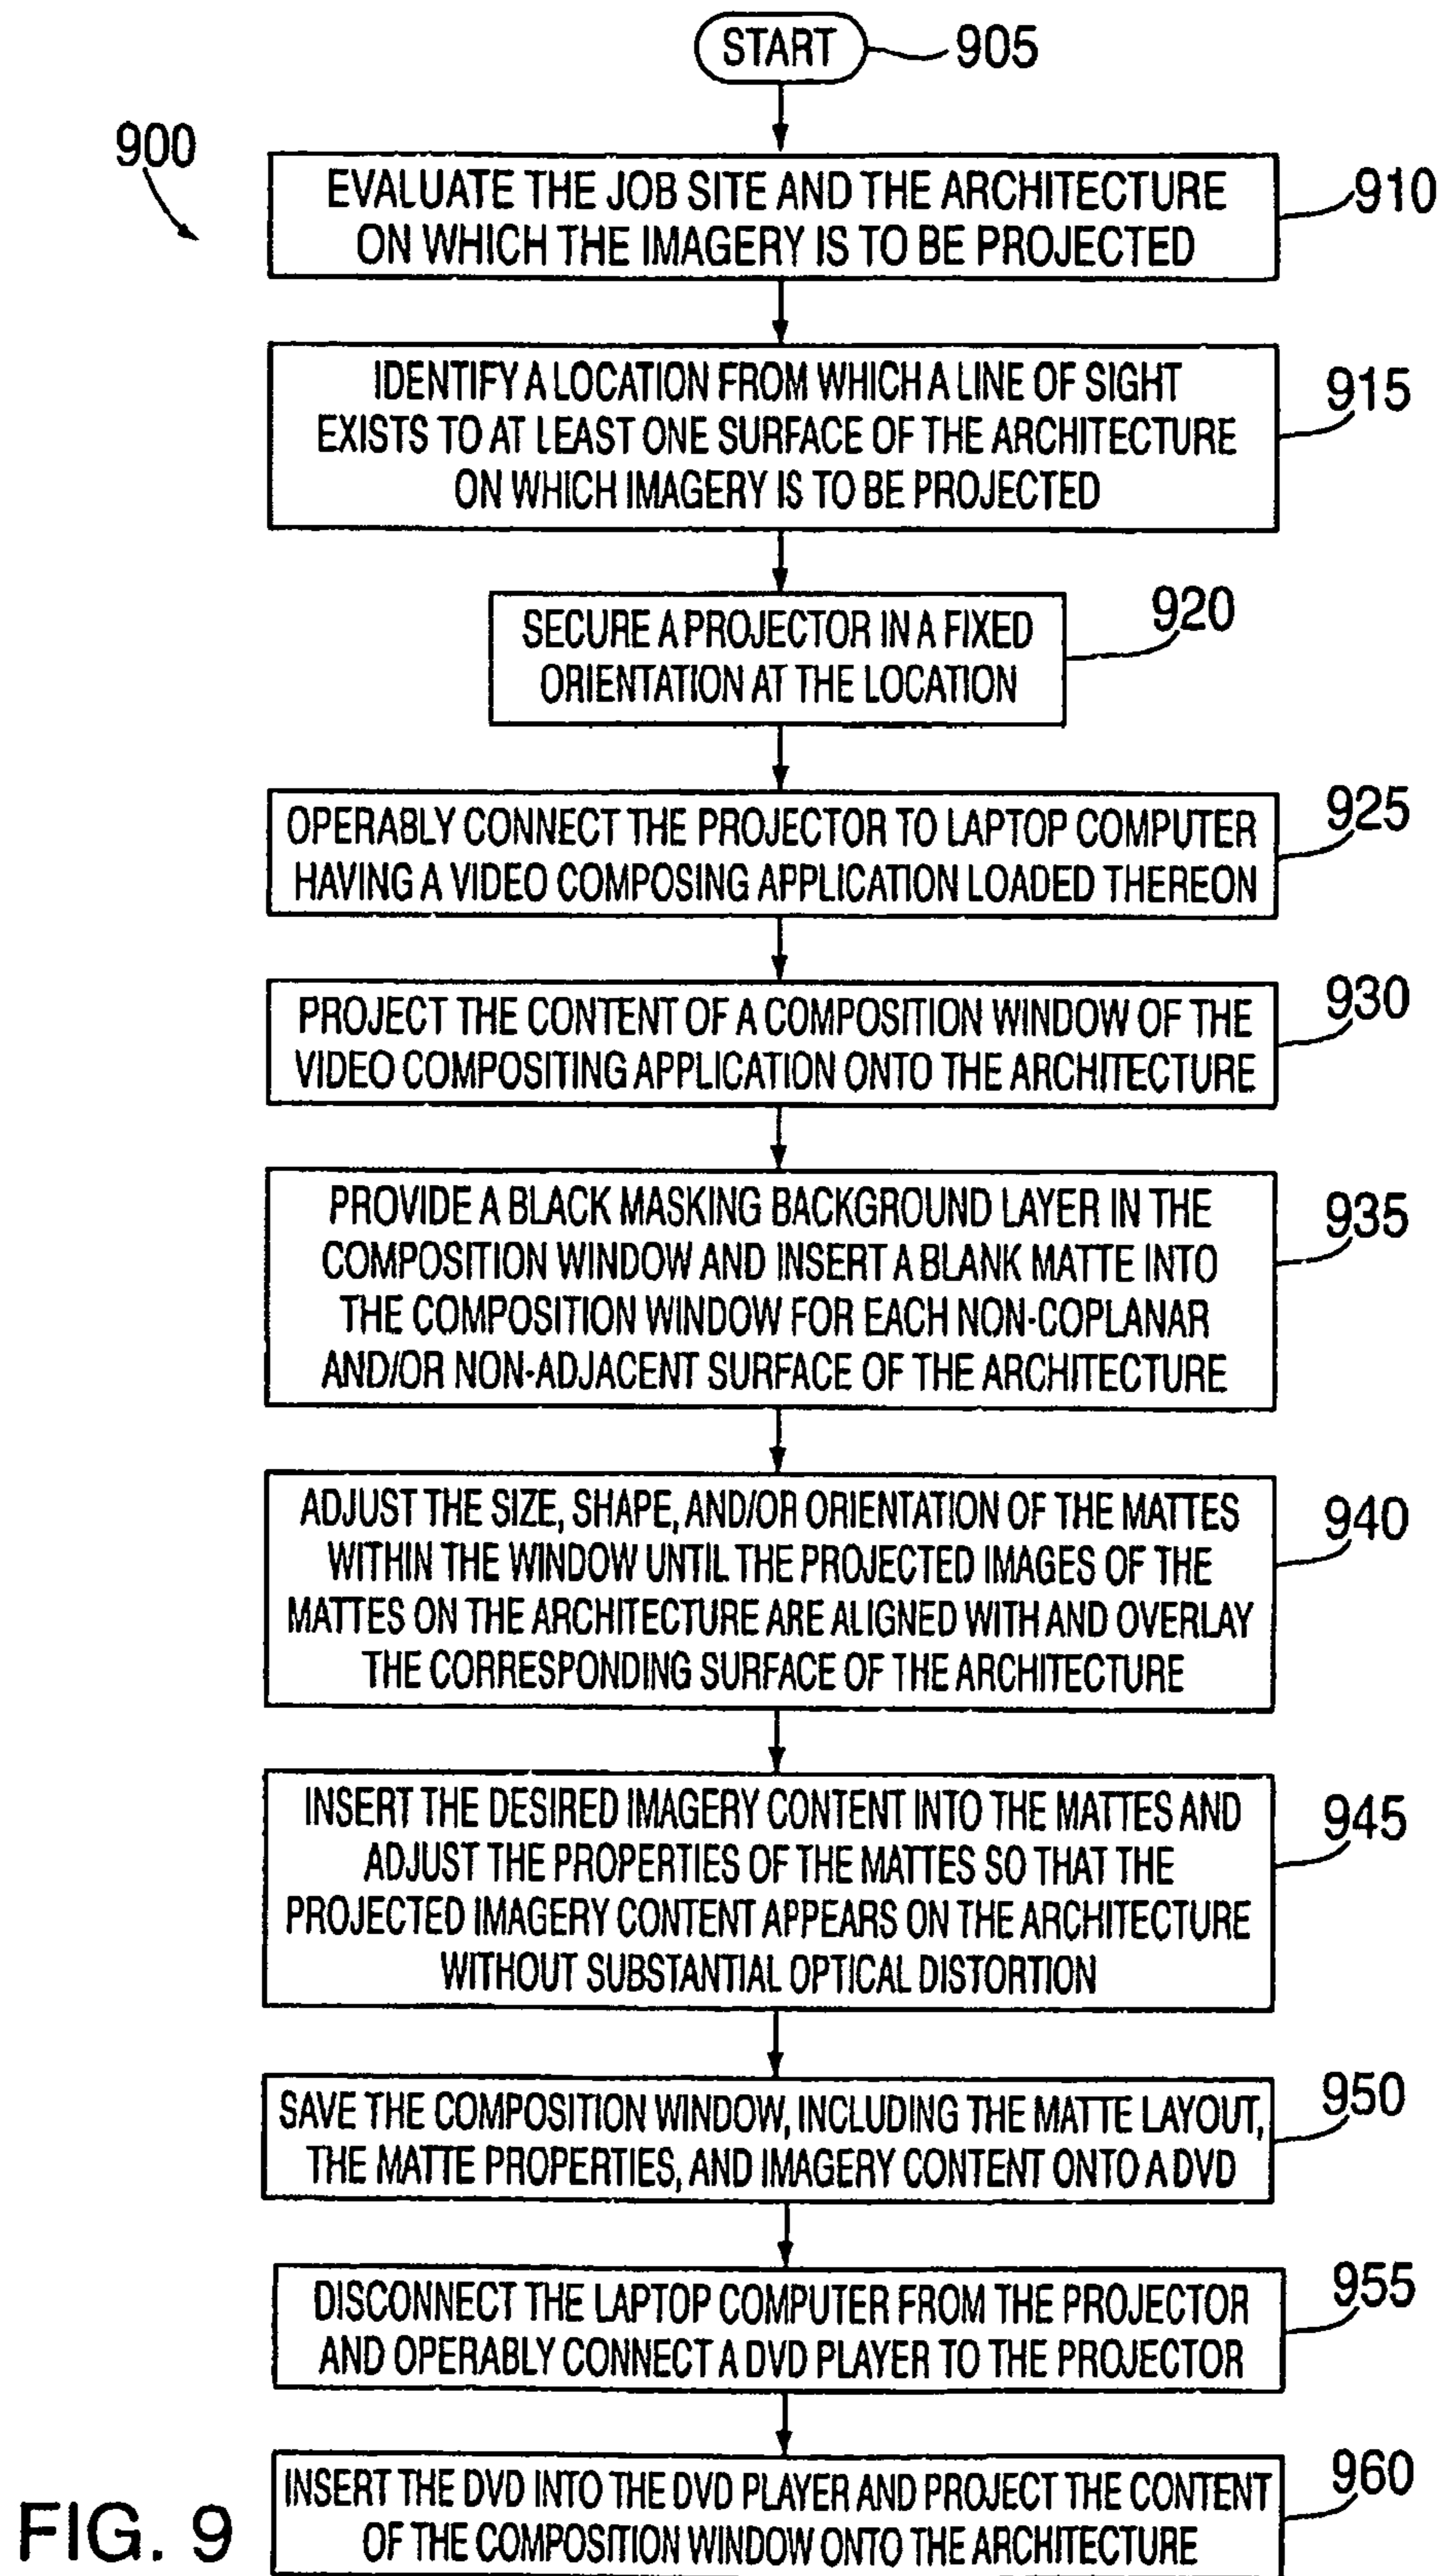 START
905
900
EVALUATE THE JOB SITE AND THE ARCHITECTURE
ON WHICH THE IMAGERY IS TO BE PROJECTED
910
IDENTIFY A LOCATION FROM WHICH A LINE OF SIGHT
EXISTS TO AT LEAST ONE SURFACE OF THE ARCHITECTURE
ON WHICH IMAGERY IS TO BE PROJECTED
915
SECURE A PROJECTOR IN A FIXED
ORIENTATION AT THE LOCATION
920
OPERABLY CONNECT THE PROJECTOR TO LAPTOP COMPUTER
HAVING A VIDEO COMPOSING APPLICATION LOADED THEREON
925
PROJECT THE CONTENT OF A COMPOSITION WINDOW OF THE
VIDEO COMPOSITING APPLICATION ONTO THE ARCHITECTURE
930
PROVIDE A BLACK MASKING BACKGROUND LAYER IN THE
COMPOSITION WINDOW AND INSERT A BLANK MATTE INTO
THE COMPOSITION WINDOW FOR EACH NON-COPLANAR
AND/OR NON-ADJACENT SURFACE OF THE ARCHITECTURE
935
ADJUST THE SIZE, SHAPE, AND/OR ORIENTATION OF THE MATTES
WITHIN THE WINDOW UNTIL THE PROJECTED IMAGES OF THE
MATTES ON THE ARCHITECTURE ARE ALIGNED WITH AND OVERLAY
THE CORRESPONDING SURFACE OF THE ARCHITECTURE
940
INSERT THE DESIRED IMAGERY CONTENT INTO THE MATTES AND
ADJUST THE PROPERTIES OF THE MATTES SO THAT THE
PROJECTED IMAGERY CONTENT APPEARS ON THE ARCHITECTURE
WITHOUT SUBSTANTIAL OPTICAL DISTORTION
945
SAVE THE COMPOSITION WINDOW, INCLUDING THE MATTE LAYOUT,
THE MATTE PROPERTIES, AND IMAGERY CONTENT ONTO A DVD
950
DISCONNECT THE LAPTOP COMPUTER FROM THE PROJECTOR
AND OPERABLY CONNECT A DVD PLAYER TO THE PROJECTOR
955
INSERT THE DVD INTO THE DVD PLAYER AND PROJECT THE CONTENT
OF THE COMPOSITION WINDOW ONTO THE ARCHITECTURE
960
FIG. 9